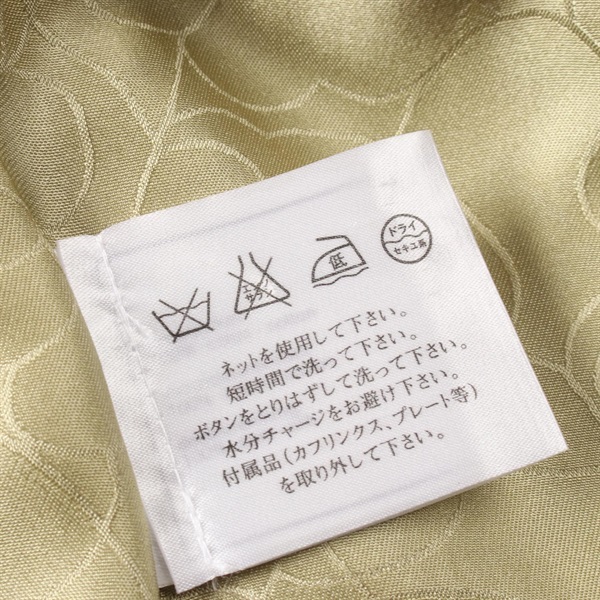 エンソ
サラシ
低
ドライ
セキユ系
ネットを使用して下さい。
短時間で洗って下さい。
ボタンをとりはずして洗って下さい。
水分チャージをお避け下さい。
付属品（カフリンクス、プレート等）
を取り外して下さい。